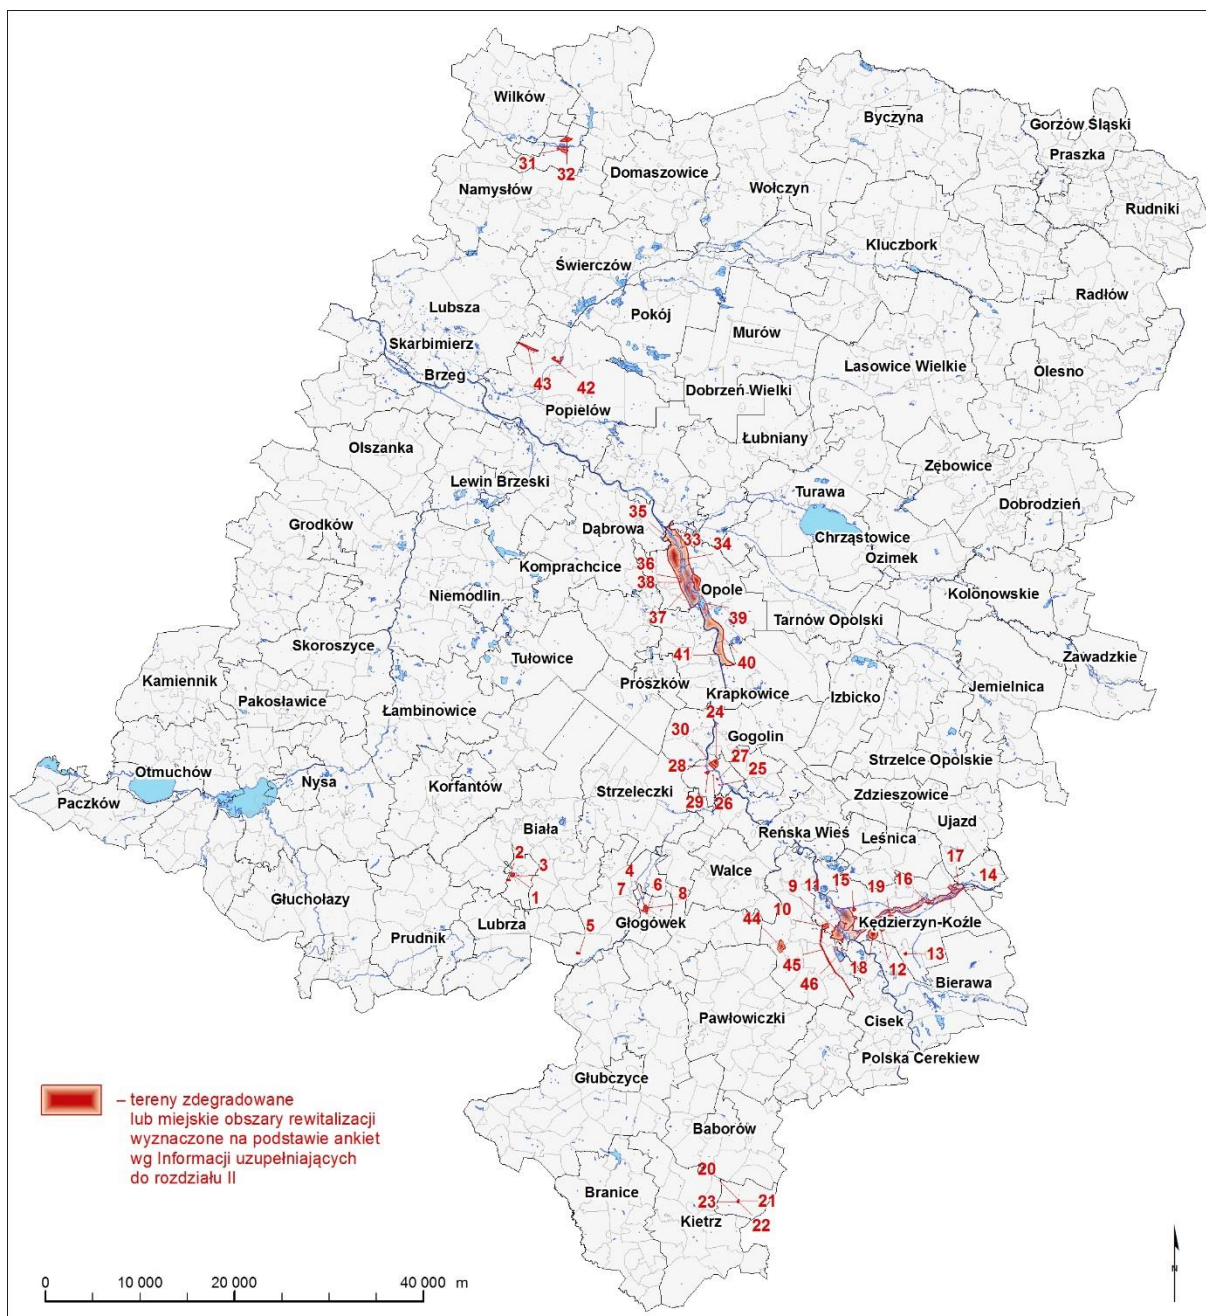 Wilków
Byczyna
Gorzów Śląski
Praszka
31
32
Domaszowice
Namysłów
Wołczyn
Rudniki
Kluczbork
Świerczów
Radłów
Lubsza
Pokój
Murów
Skarbimierz
Lasowice Wielkie
Olesno
Brzeg
43
42
Dobrzeń Wielki
Popielów
Łubniany
Olszanka
Zębowice
Lewin Brzeski
Turawa
Dobrodzień
35
Grodków
Dąbrowa
33
34
Chrząstowice
Ozimek
36
Komprachcice
38
Opole
Niemodlin
Kolonowskie
37
39
Tarnów Opolski
Skoroszyce
41
40
Tułowice
Zawadzkie
Kamiennik
Prószków
Jemielnica
Pakosławice
Krapkowice
Izbicko
Łambinowice
24
30
Gogolin
27
Strzelce Opolskie
28
25
Otmuchów
Nysa
Korfantów
Strzeleczki
Zdzieszowice
Paczków
29
26
Ujazd
Biała
Reńska Wieś
Leśnica
2
3
4
17
Walce
7
6
9
11
15
19
16
14
1
8
10
Głuchołazy
Głogówek
44
Kędzierzyn-Koźle
Lubrza
5
Prudnik
45
18
12
13
46
Bierawa
Pawłowiczki
Cisek
Polska Cerekiew
Głubczyce
– tereny zdegradowane
lub miejskie obszary rewitalizacji
wyznaczone na podstawie ankiet
wg Informacji uzupełniających
do rozdziału II
Baborów
20
Branice
23
21
Kietrz
22
N
0 10 000 20 000 40 000 m